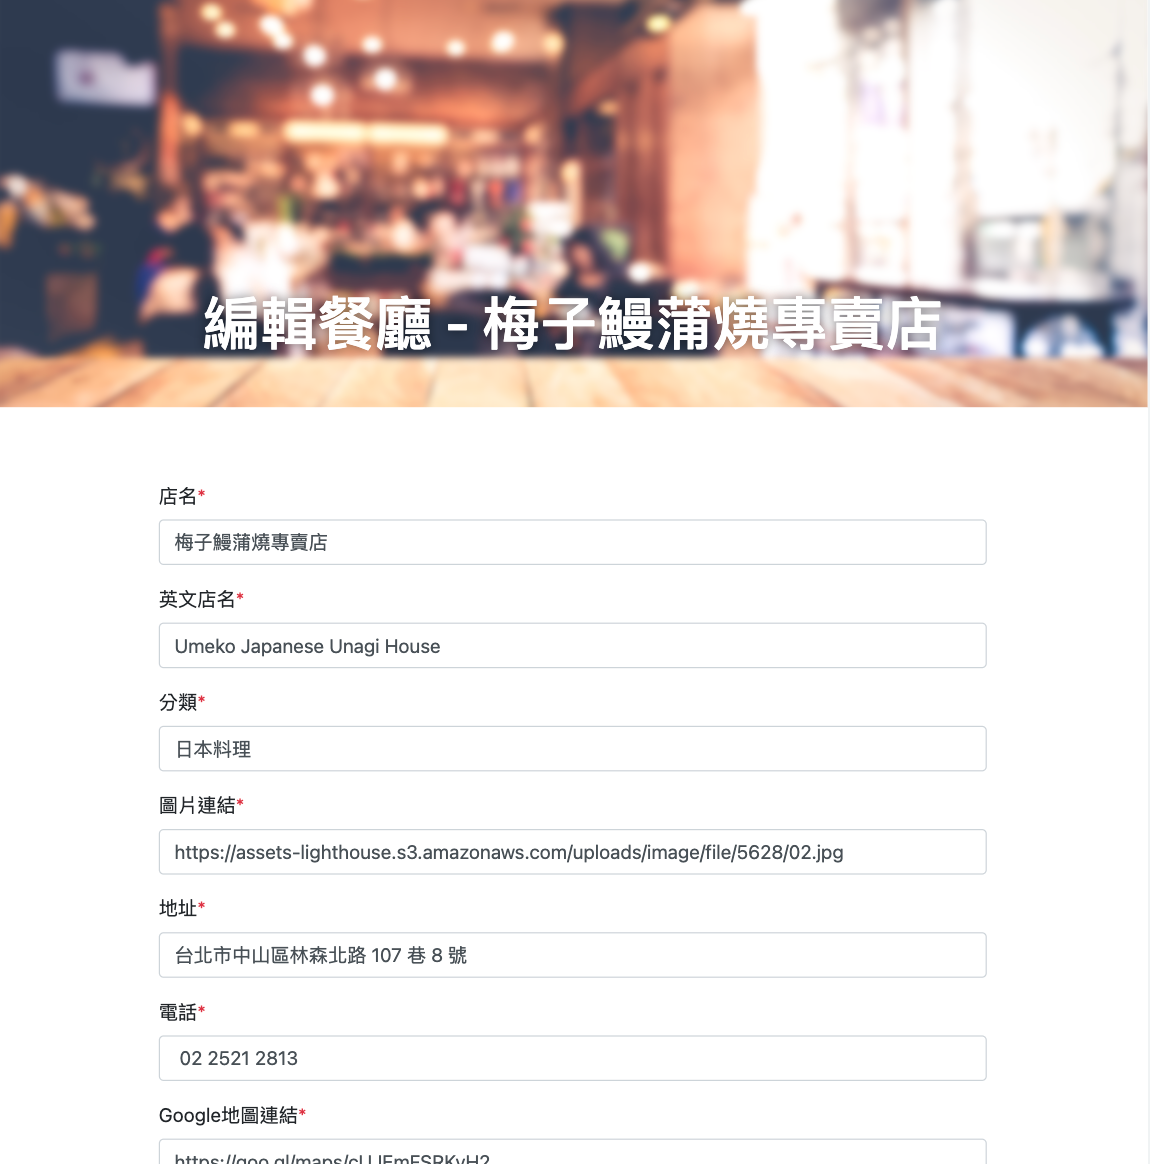 編輯餐廳 - 梅子鰻蒲燒專賣店
店名*
梅子鰻蒲燒專賣店
英文店名*
Umeko Japanese Unagi House
分類*
日本料理
圖片連結*
https://assets-lighthouse.s3.amazonaws.com/uploads/image/file/5628/02.jpg
地址*
台北市中山區林森北路 107 巷 8 號
電話*
02 2521 2813
Google地圖連結*